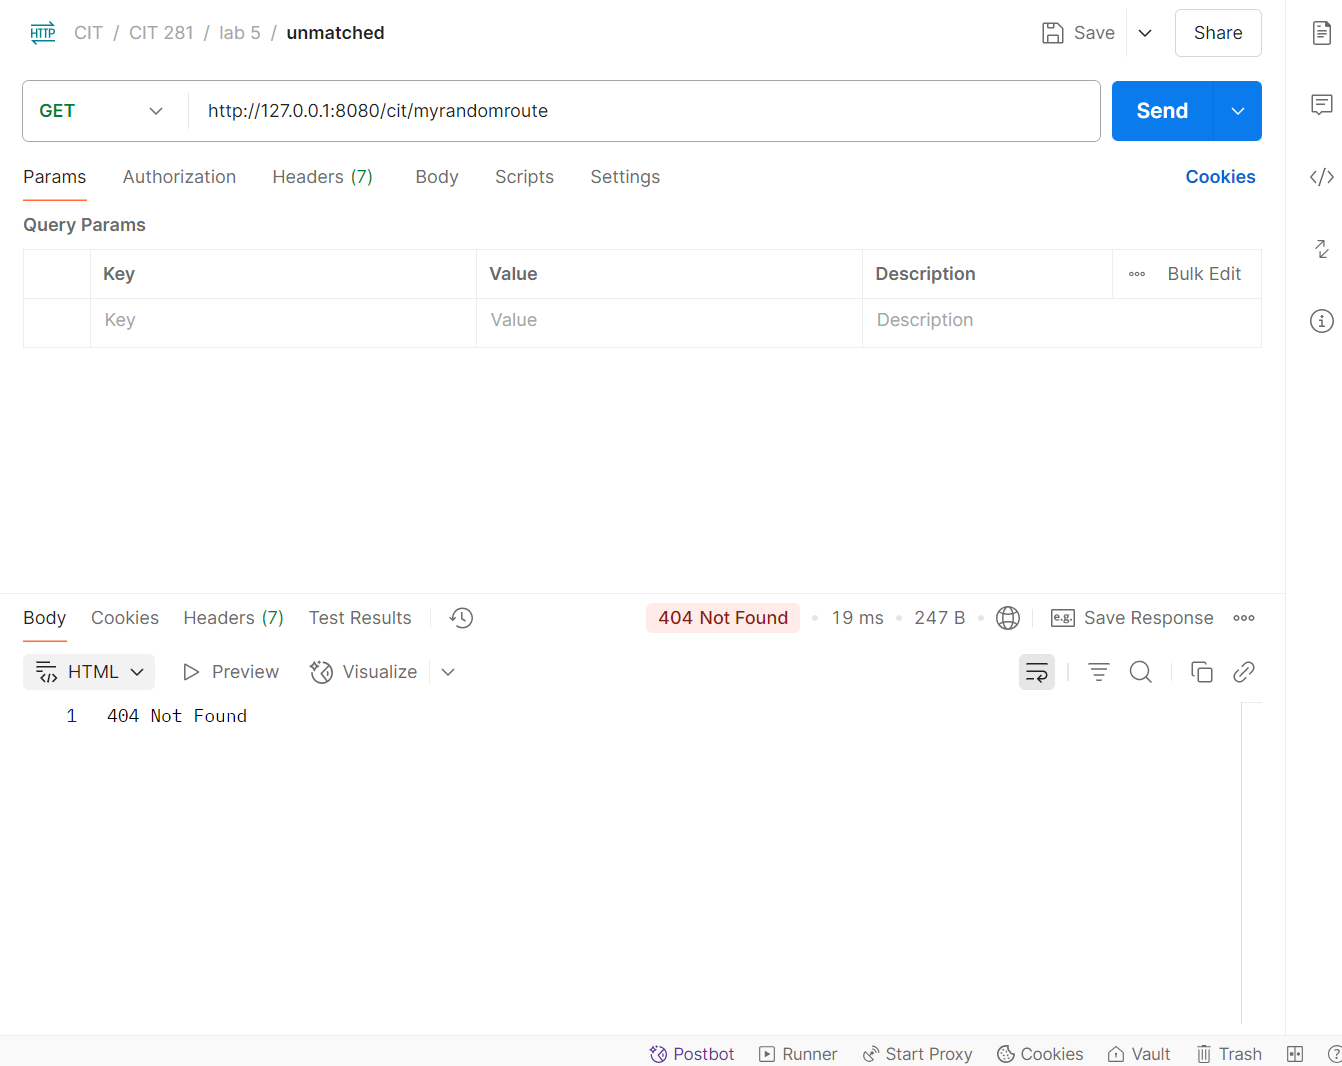 HTTP CIT / CIT 281 / lab 5 / unmatched Save Share
GET http://127.0.0.1:8080/cit/myrandomroute Send
Params Authorization Headers (7) Body Scripts Settings Cookies
Query Params
Key Value Description Bulk Edit
Key Value Description
Body Cookies Headers (7) Test Results 404 Not Found 19 ms 247 B e.g. Save Response
HTML Preview Visualize
1 404 Not Found
Postbot Runner Start Proxy Cookies Vault Trash